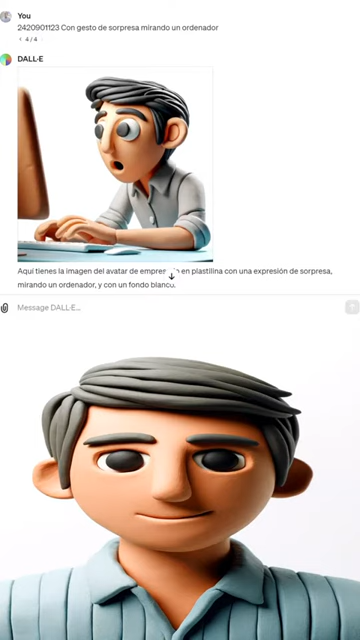 You
2420901123 Con gesto de sorpresa mirando un ordenador
4 / 4
DALL·E
Aquí tienes la imagen del avatar de en plastilina con una expresión de sorpresa,
mirando un ordenador, y con un fondo blanco.
Message DALL·E...